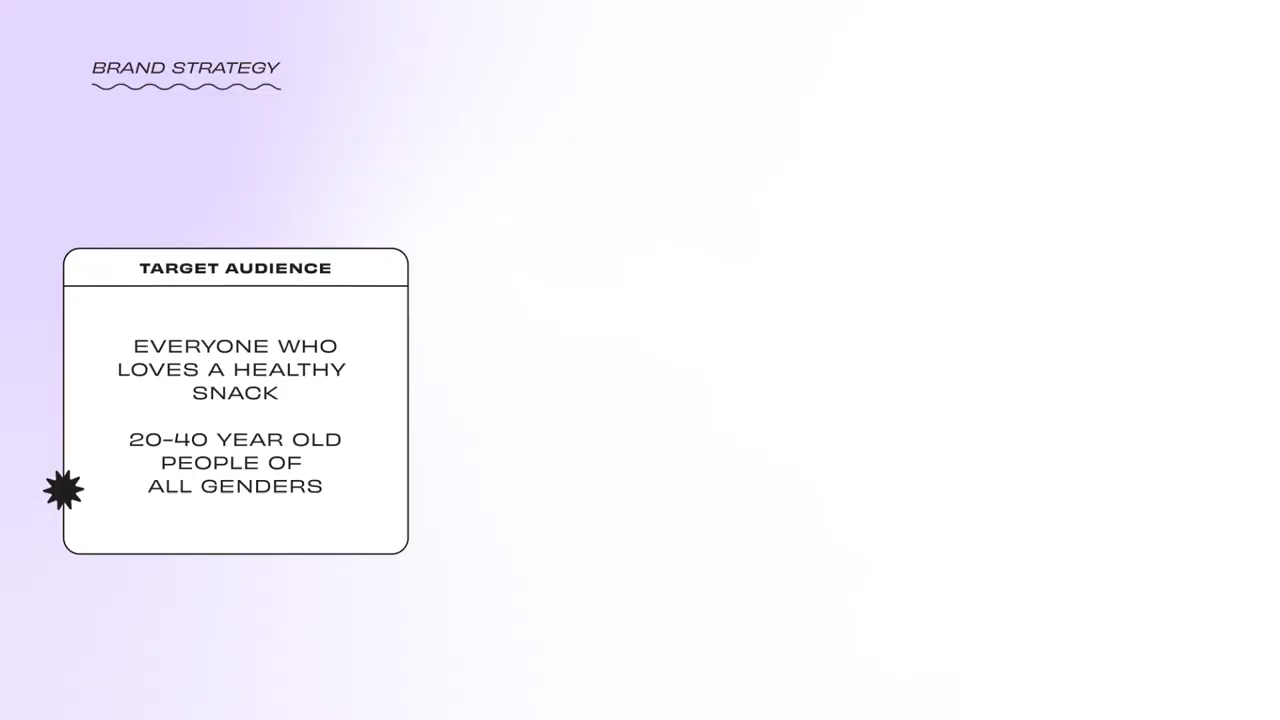 BRAND STRATEGY
TARGET AUDIENCE
EVERYONE WHO
LOVES A HEALTHY
SNACK
20–40 YEAR OLD
PEOPLE OF
ALL GENDERS